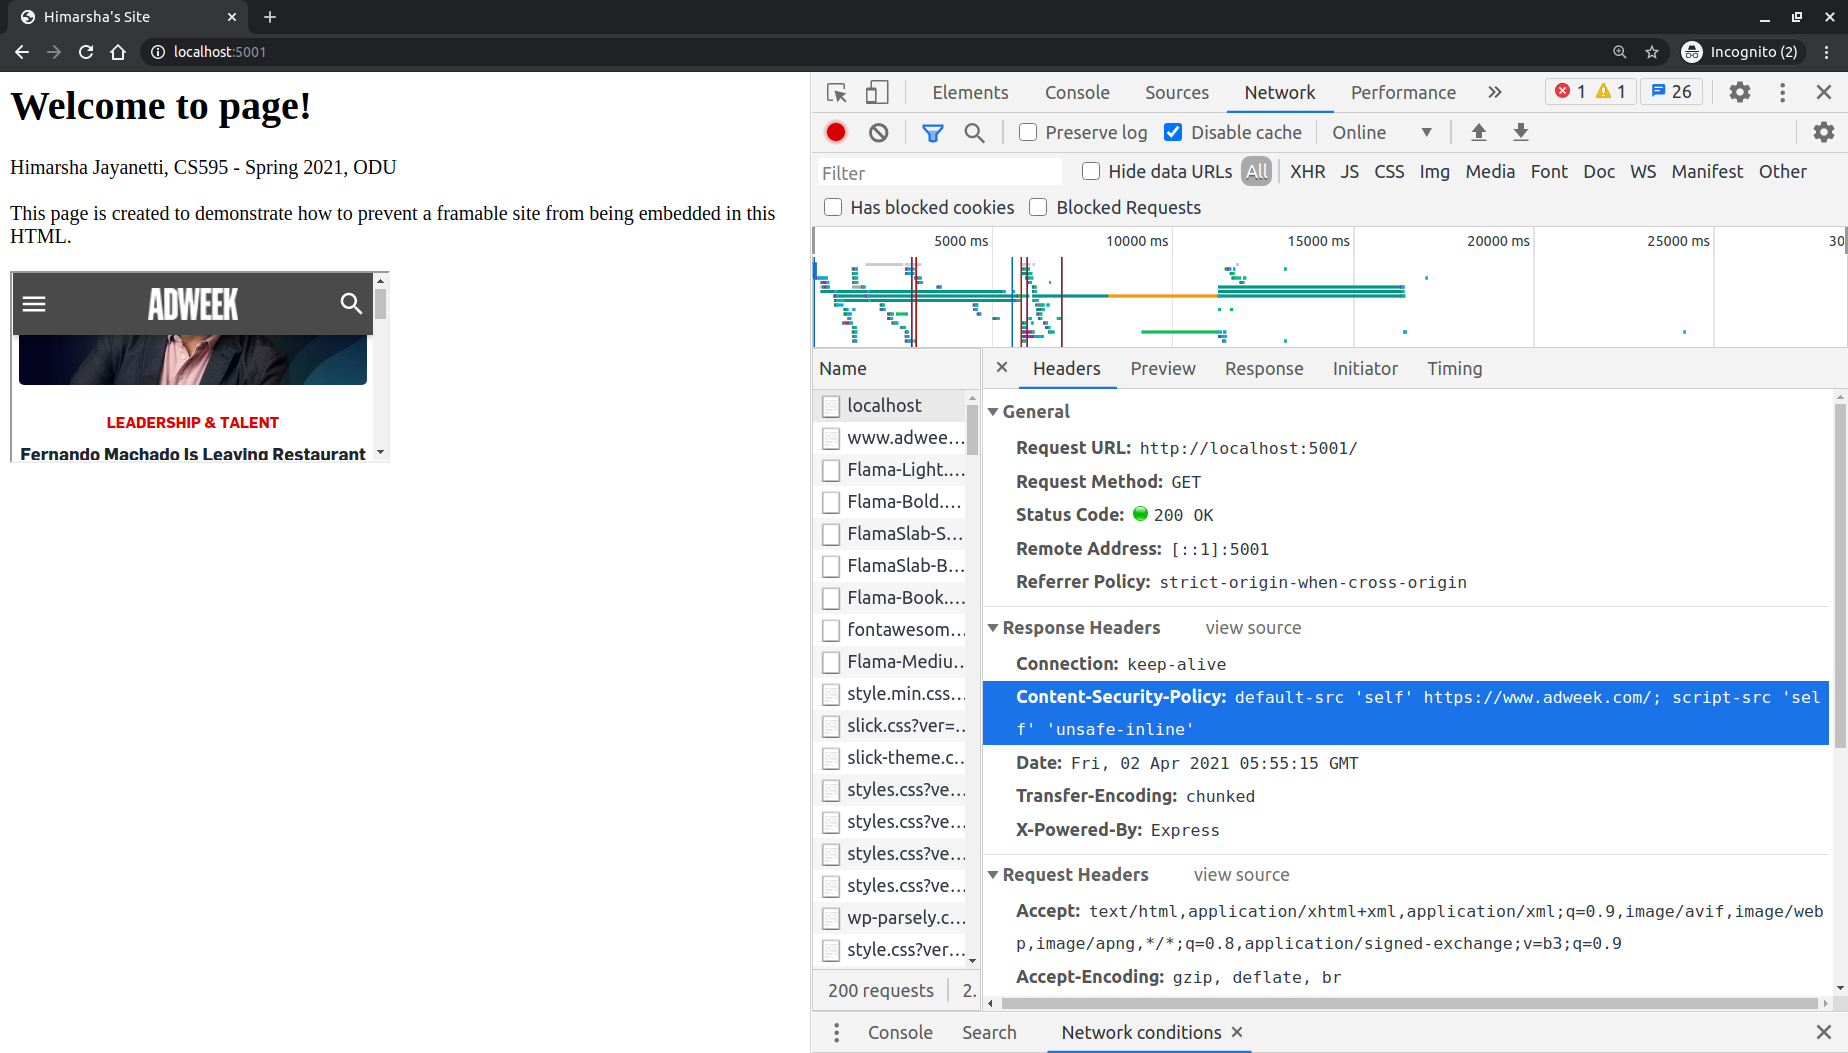 Himarsha's Site
localhost:5001
Incognito (2)
Welcome to page!
Himarsha Jayanetti, CS595 - Spring 2021, ODU
This page is created to demonstrate how to prevent a framable site from being embedded in this
HTML.
ADWEEK
LEADERSHIP & TALENT
Fernando Machado Is Leaving Restaurant
Elements Console Sources Network Performance 1 1 26
Preserve log Disable cache Online
Filter Hide data URLs All XHR JS CSS Img Media Font Doc WS Manifest Other
Has blocked cookies Blocked Requests
5000 ms 10000 ms 15000 ms 20000 ms 25000 ms 30
Name
localhost
www.adwee...
Flama-Light....
Flama-Bold....
FlamaSlab-S...
FlamaSlab-B...
Flama-Book....
fontawesom...
Flama-Mediu...
style.min.css...
slick.css?ver=...
slick-theme.c...
styles.css?ve...
styles.css?ve...
styles.css?ve...
styles.css?ve...
wp-parsely.c...
style.css?ver...
200 requests 2.
Headers Preview Response Initiator Timing
General
Request URL: http://localhost:5001/
Request Method: GET
Status Code: 200 OK
Remote Address: [::1]:5001
Referrer Policy: strict-origin-when-cross-origin
Response Headers view source
Connection: keep-alive
Content-Security-Policy: default-src 'self' https://www.adweek.com/; script-src 'sel
f' 'unsafe-inline'
Date: Fri, 02 Apr 2021 05:55:15 GMT
Transfer-Encoding: chunked
X-Powered-By: Express
Request Headers view source
Accept: text/html,application/xhtml+xml,application/xml;q=0.9,image/avif,image/web
p,image/apng,*/*;q=0.8,application/signed-exchange;v=b3;q=0.9
Accept-Encoding: gzip, deflate, br
Console Search Network conditions